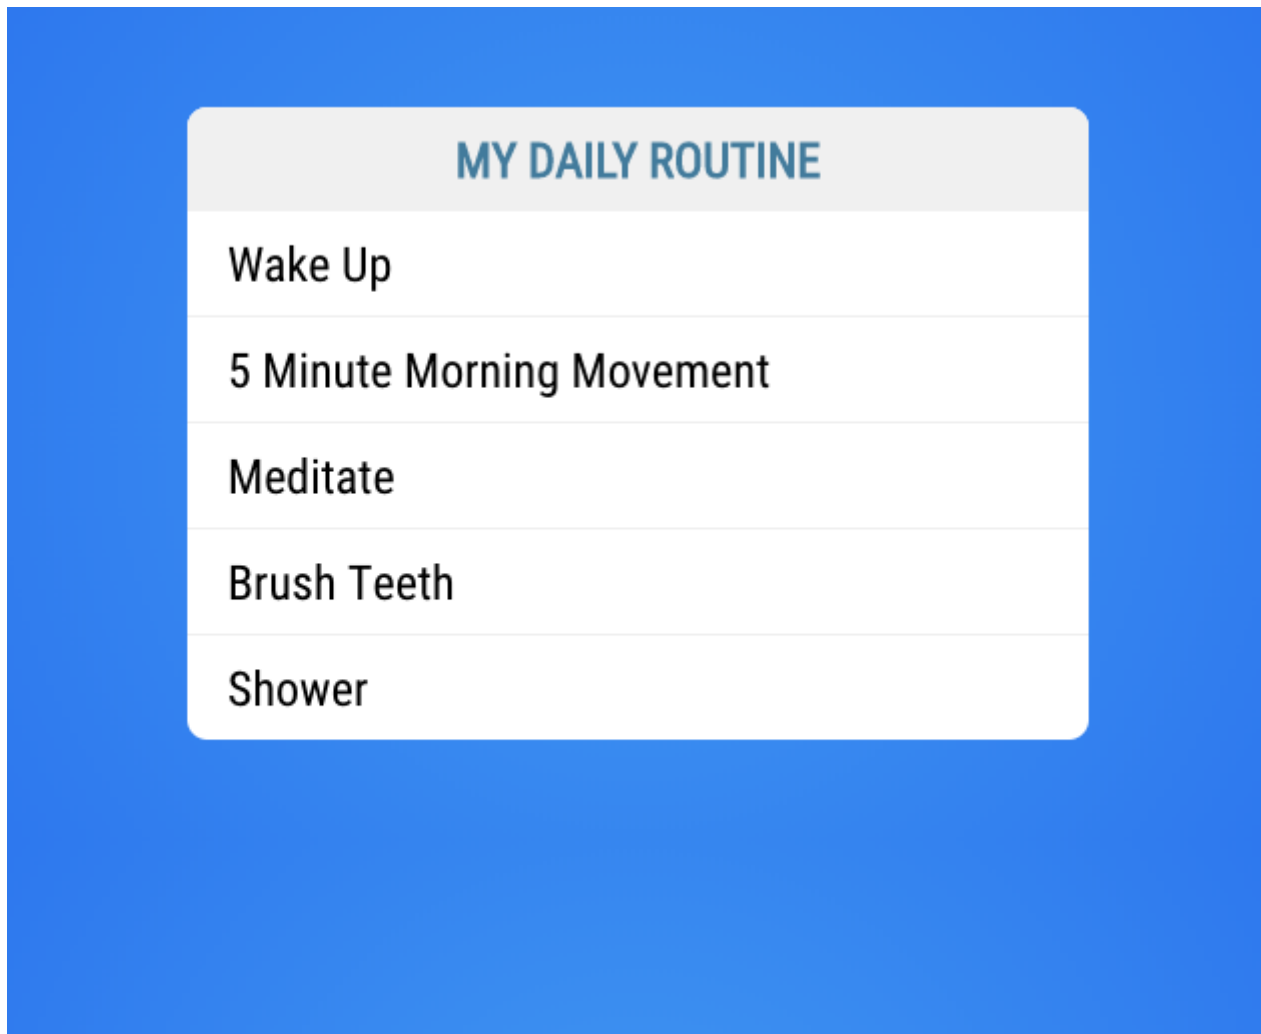 MY DAILY ROUTINE
Wake Up
5 Minute Morning Movement
Meditate
Brush Teeth
Shower